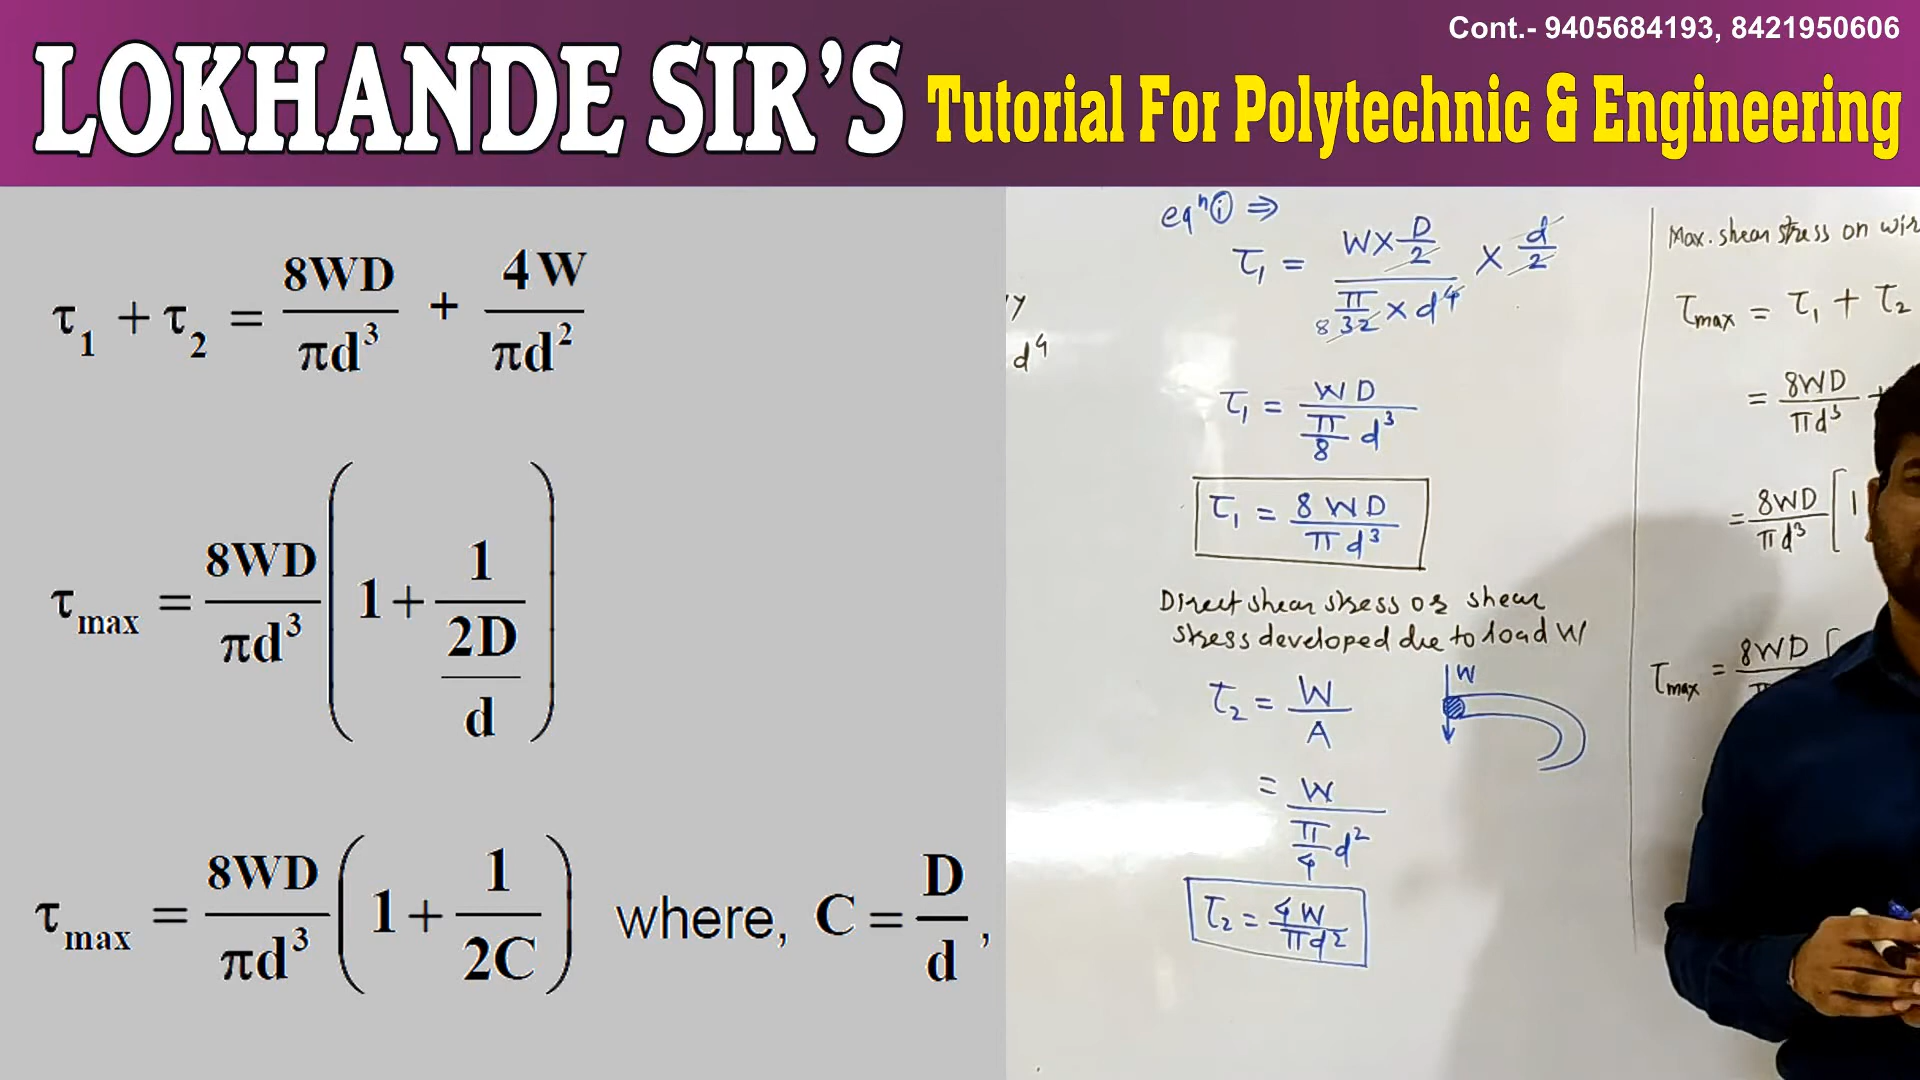 Cont.- 9405684193, 8421950606
LOKHANDE SIR'S Tutorial For Polytechnic & Engineering
τ₁ + τ₂ = 8WD/πd³ + 4W/πd²
τmax = 8WD/πd³ (1 + 1/(2D/d))
τmax = 8WD/πd³ (1 + 1/2C) where, C = D/d,
y
d⁴
eqⁿ ⓘ ⇒
τ₁ = (W × D/2)/(π/32 × d⁴) × d/2
8
τ₁ = WD/(π/8 d³)
τ₁ = 8WD/πd³
Direct shear stress or shear
stress developed due to load W
τ₂ = W/A
W
= W/(π/4 d²)
τ₂ = 4W/πd²
Max. shear stress on
τmax = τ₁ + τ₂
= 8WD/πd³ +
= 8WD/πd³ [1
τmax = 8WD [